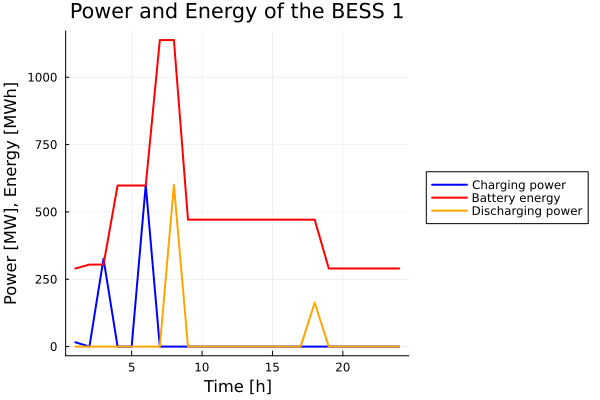 Power and Energy of the BESS 1
Power [MW], Energy [MWh]
1000
750
500
250
0
5 10 15 20
Time [h]
Charging power
Battery energy
Discharging power